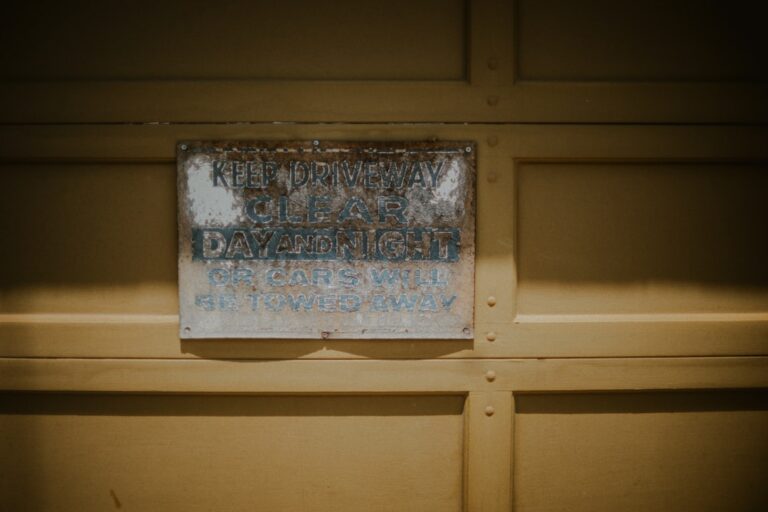 KEEP DRIVEWAY
CLEAR
DAY AND NIGHT
OR CARS WILL
BE TOWED AWAY